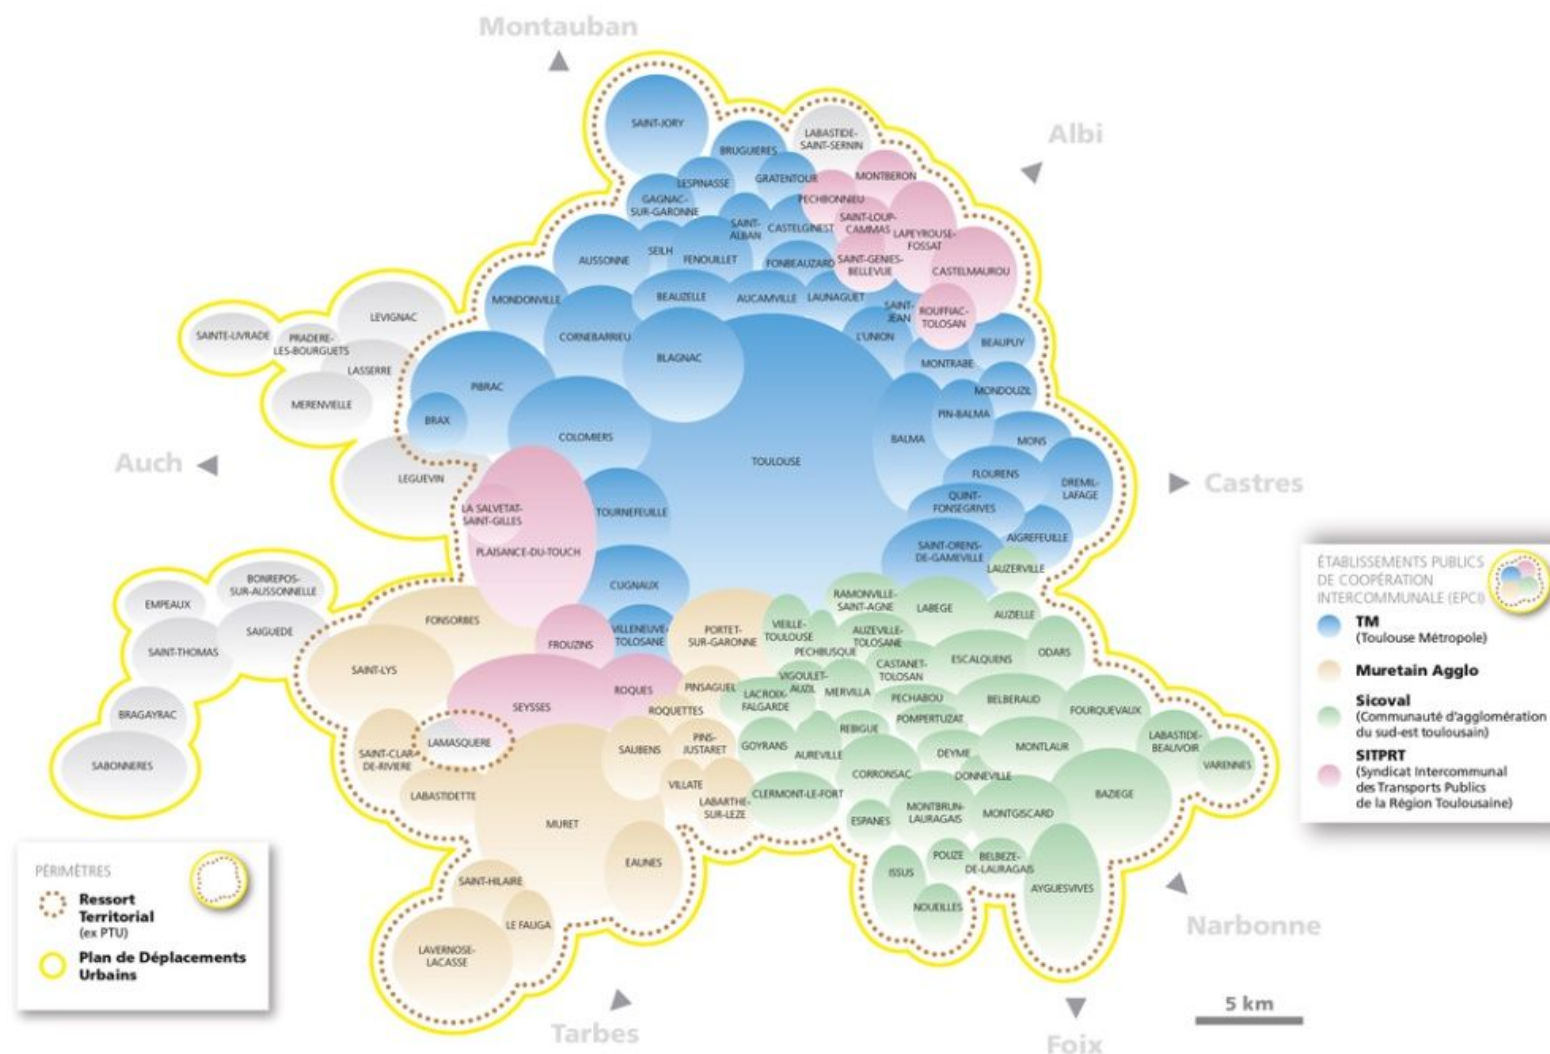 Montauban
Albi
SAINT-JORY
BRUGUIERES
LABASTIDE-
SAINT-SERNIN
LESPINASSE
GRATENTOUR
MONTBERON
GAGNAC-
SUR-GARONNE
PECHBONNIEU
SAINT-
ALBAN
CASTELGINEST
SAINT-LOUP-
CAMMAS
LAPEYROUSE-
FOSSAT
AUSSONNE
SEILH
FENOUILLET
FONBEAUZARD
SAINT-GENIES-
BELLEVUE
CASTELMAUROU
MONDONVILLE
BEAUZELLE
AUCAMVILLE
LAUNAGUET
SAINT-
JEAN
ROUFFIAC-
TOLOSAN
SAINTE-LIVRADE
PRADERE-
LES-BOURGUETS
LEVIGNAC
CORNEBARRIEU
L'UNION
BEAUPUY
LASSERRE
BLAGNAC
MONTRABE
MERENVIELLE
PIBRAC
MONDOUZIL
BRAX
COLOMIERS
BALMA
PIN-BALMA
MONS
Auch
TOULOUSE
LEGUEVIN
FLOURENS
DREMIL-
LAFAGE
Castres
LA SALVETAT-
SAINT-GILLES
TOURNEFEUILLE
QUINT-
FONSEGRIVES
PLAISANCE-DU-TOUCH
SAINT-ORENS-
DE-GAMEVILLE
AIGREFEUILLE
LAUZERVILLE
CUGNAUX
EMPEAUX
BONREPOS-
SUR-AUSSONNELLE
RAMONVILLE-
SAINT-AGNE
LABEGE
AUZIELLE
SAINT-THOMAS
SAIGUEDE
FONSORBES
FROUZINS
VILLENEUVE-
TOLOSANE
PORTET-
SUR-GARONNE
VIEILLE-
TOULOUSE
AUZEVILLE-
TOLOSANE
PECHBUSQUE
ESCALQUENS
ODARS
SAINT-LYS
CASTANET-
TOLOSAN
SEYSSES
ROQUES
PINSAGUEL
VIGOULET-
AUZIL
MERVILLA
LACROIX-
FALGARDE
PECHABOU
BELBERAUD
FOURQUEVAUX
BRAGAYRAC
ROQUETTES
POMPERTUZAT
SABONNERES
SAINT-CLAR-
DE-RIVIERE
LAMASQUERE
SAUBENS
PINS-
JUSTARET
GOYRANS
REBIGUE
AUREVILLE
DEYME
MONTLAUR
LABASTIDE-
BEAUVOIR
VARENNES
LABASTIDETTE
VILLATE
LABARTHE-
SUR-LEZE
CLERMONT-LE-FORT
CORRONSAC
DONNEVILLE
BAZIEGE
MURET
ESPANES
MONTBRUN-
LAURAGAIS
MONTGISCARD
EAUNES
ISSUS
POUZE
BELBEZE-
DE-LAURAGAIS
AYGUESVIVES
SAINT-HILAIRE
NOUEILLES
LE FAUGA
LAVERNOSE-
LACASSE
Narbonne
Tarbes
Foix
5 km
ÉTABLISSEMENTS PUBLICS
DE COOPÉRATION
INTERCOMMUNALE (EPCI)
TM
(Toulouse Métropole)
Muretain Agglo
Sicoval
(Communauté d'agglomération
du sud-est toulousain)
SITPRT
(Syndicat Intercommunal
des Transports Publics
de la Région Toulousaine)
PÉRIMÈTRES
Ressort
Territorial
(ex PTU)
Plan de Déplacements
Urbains